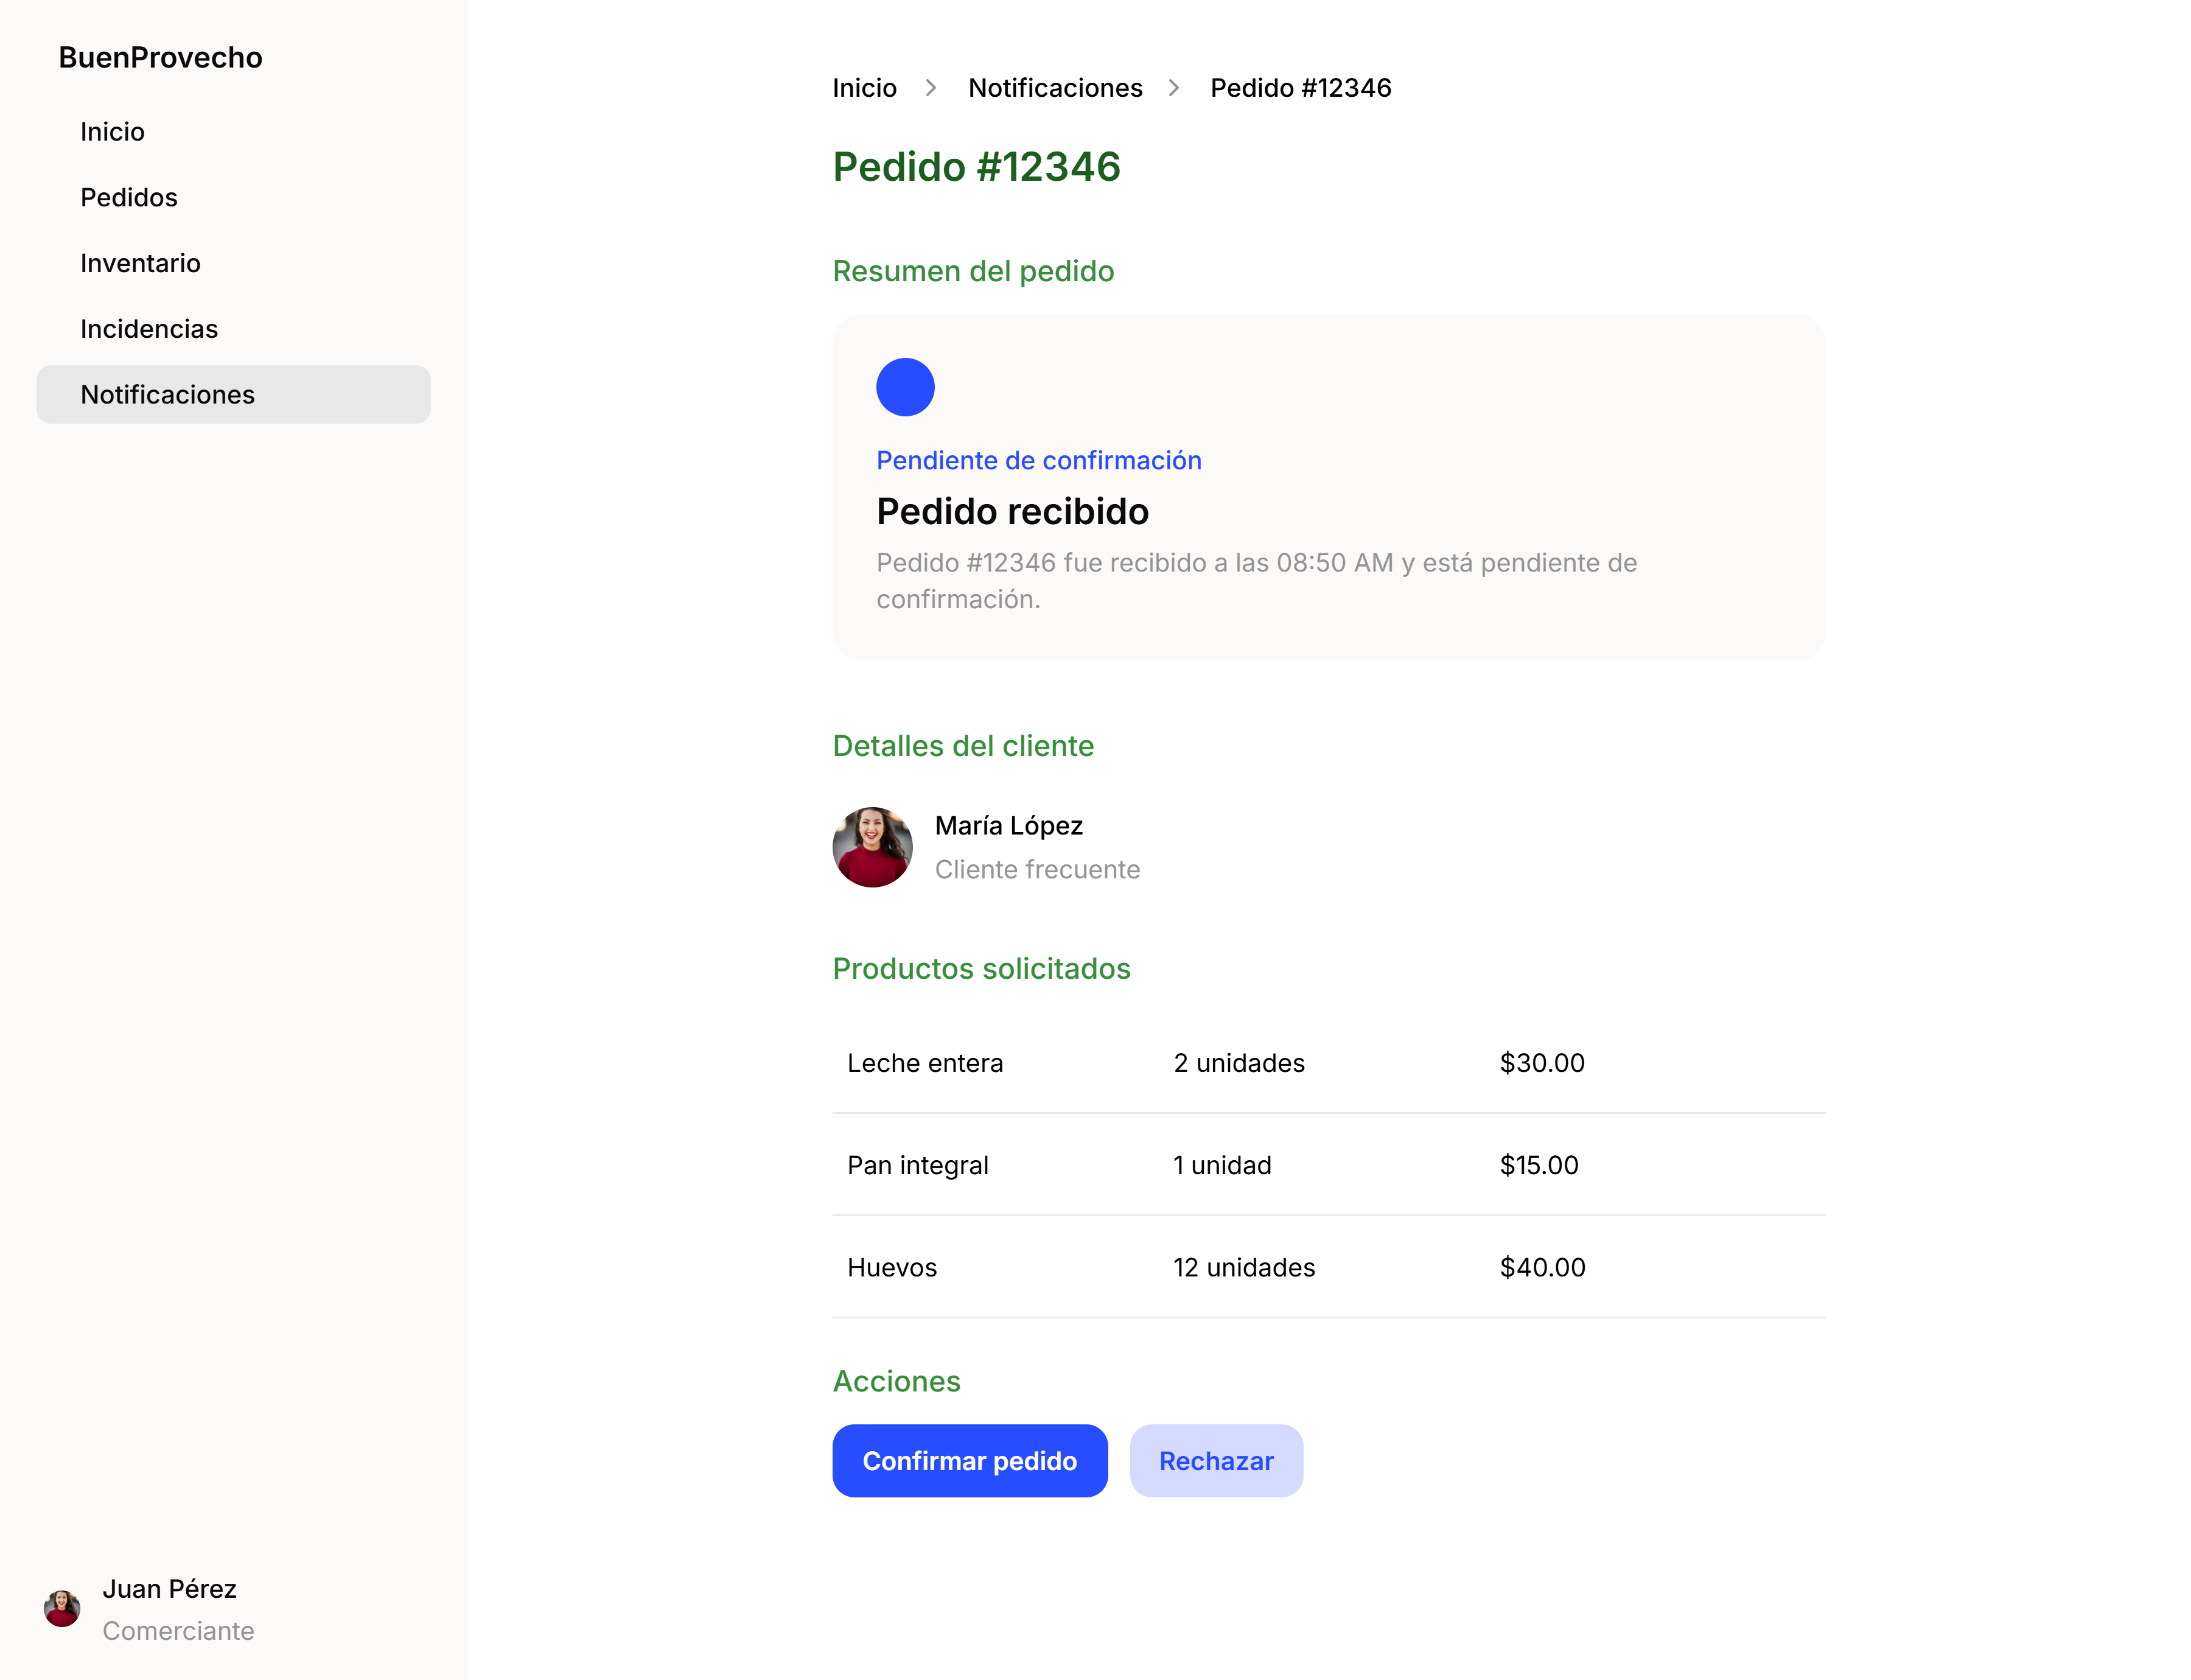 BuenProvecho
Inicio
Pedidos
Inventario
Incidencias
Notificaciones
Juan Pérez
Comerciante
Inicio > Notificaciones > Pedido #12346
Pedido #12346
Resumen del pedido
Pendiente de confirmación
Pedido recibido
Pedido #12346 fue recibido a las 08:50 AM y está pendiente de
confirmación.
Detalles del cliente
María López
Cliente frecuente
Productos solicitados
Leche entera 2 unidades $30.00
Pan integral 1 unidad $15.00
Huevos 12 unidades $40.00
Acciones
Confirmar pedido Rechazar